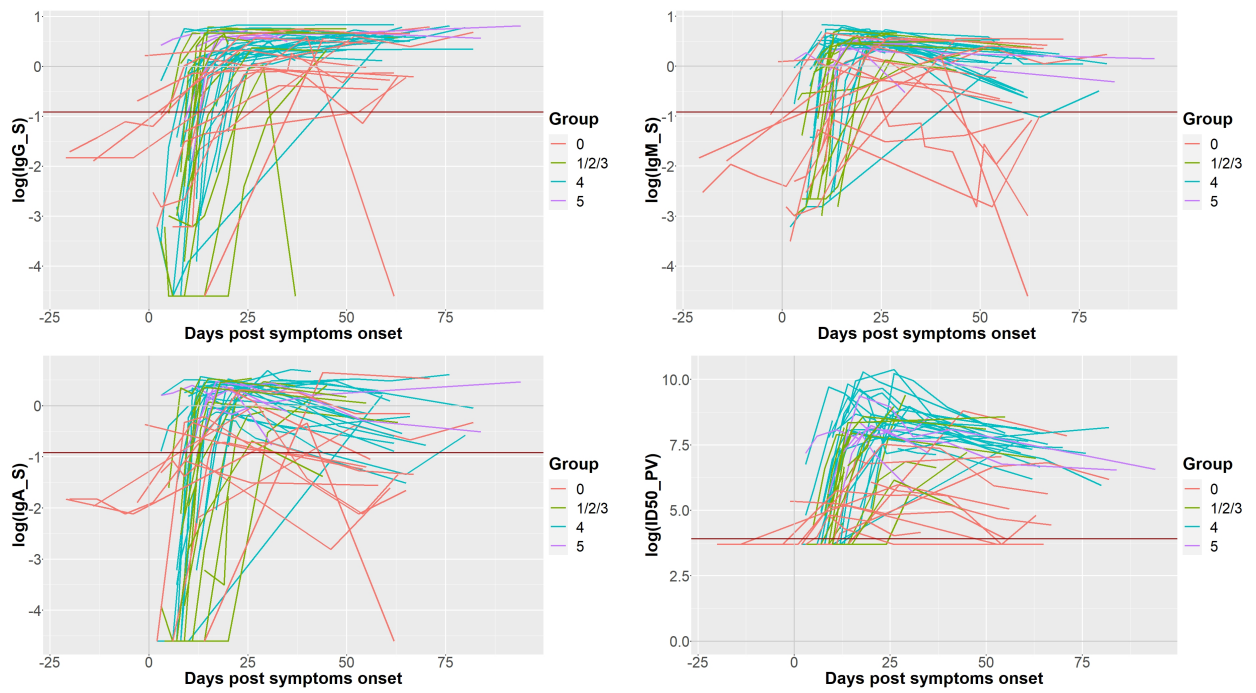 log(IgG_S)
1
0
-1
-2
-3
-4
-25 0 25 50 75
Days post symptoms onset
Group
0
1/2/3
4
5
log(IgM_S)
1
0
-1
-2
-3
-4
-25 0 25 50 75
Days post symptoms onset
Group
0
1/2/3
4
5
log(IgA_S)
0
-1
-2
-3
-4
-25 0 25 50 75
Days post symptoms onset
Group
0
1/2/3
4
5
log(ID50_PV)
10.0
7.5
5.0
2.5
0.0
-25 0 25 50 75
Days post symptoms onset
Group
0
1/2/3
4
5